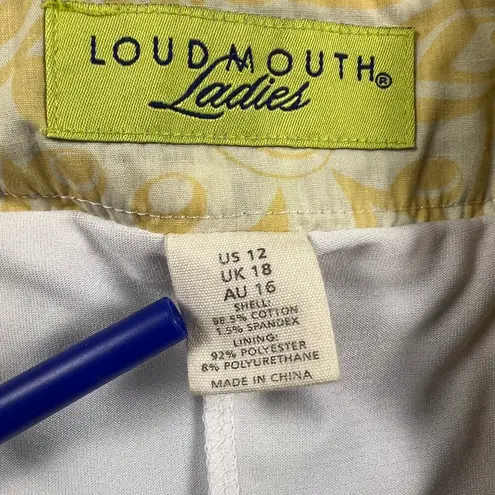 LOUDMOUTH®
Ladies
US 12
UK 18
AU 16
SHELL:
98.5% COTTON
1.5% SPANDEX
LINING:
92% POLYESTER
8% POLYURETHANE
MADE IN CHINA